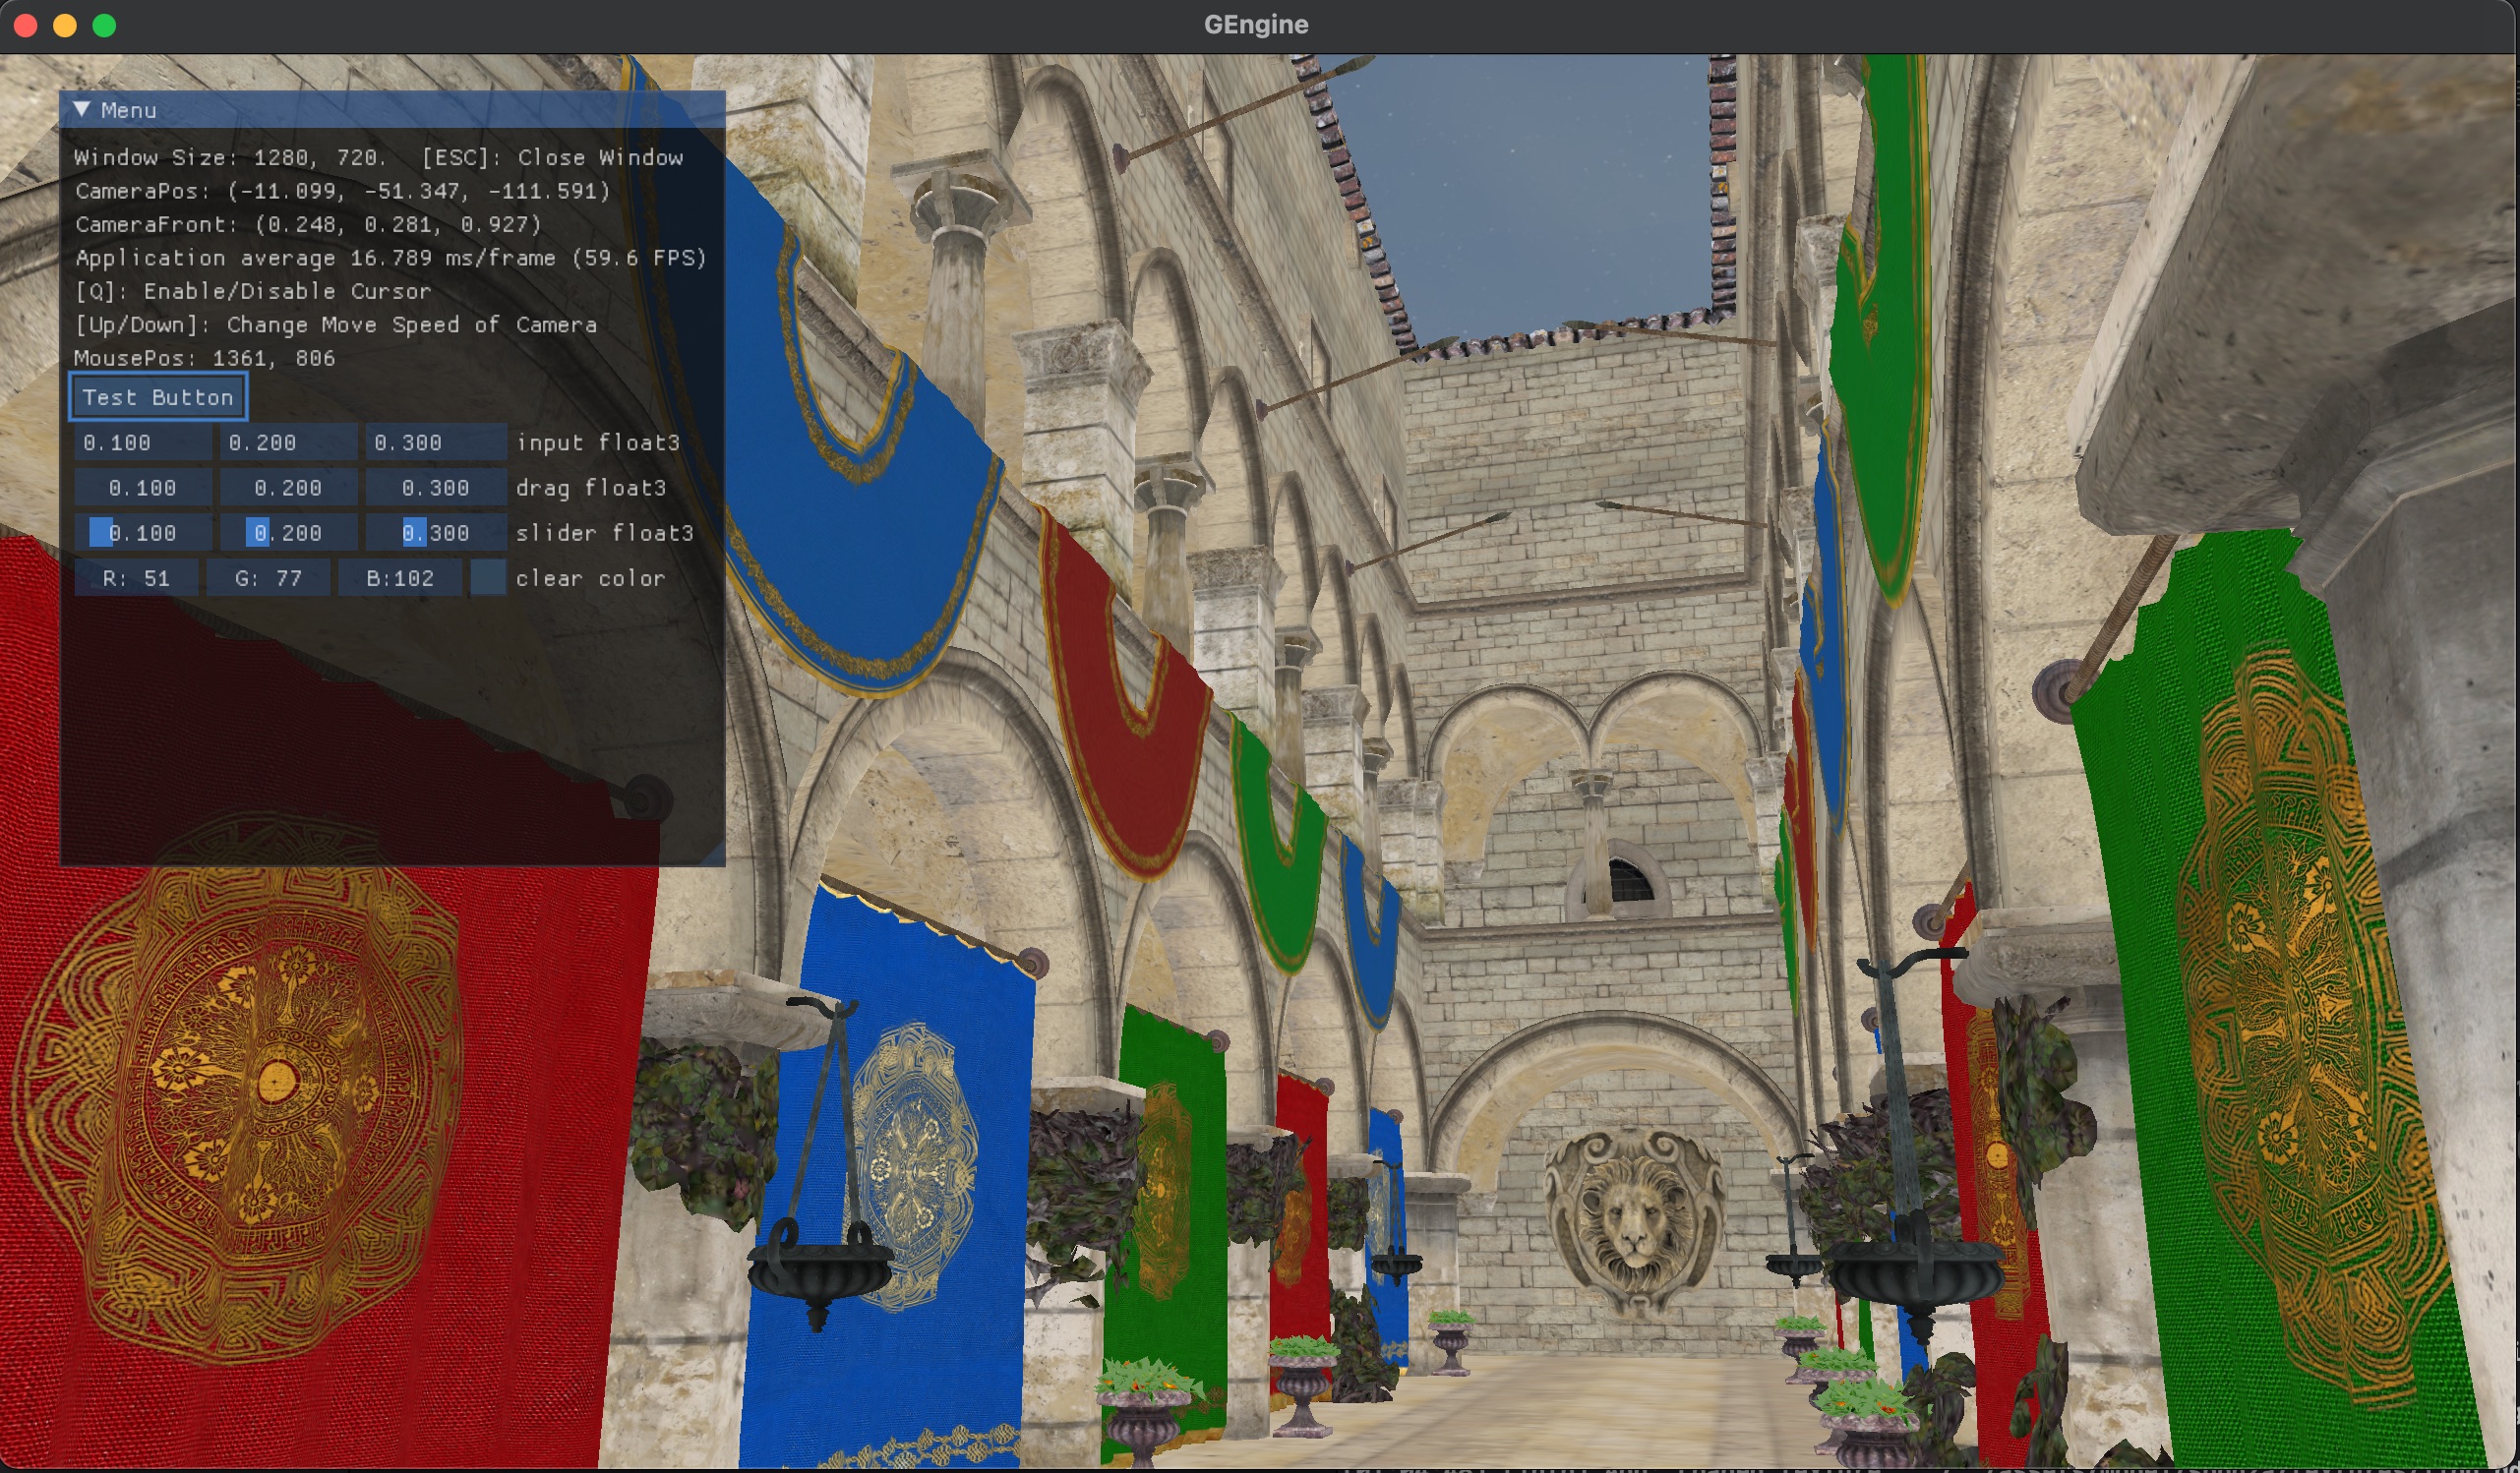 GEngine
Menu
Window Size: 1280, 720. [ESC]: Close Window
CameraPos: (-11.099, -51.347, -111.591)
CameraFront: (0.248, 0.281, 0.927)
Application average 16.789 ms/frame (59.6 FPS)
[Q]: Enable/Disable Cursor
[Up/Down]: Change Move Speed of Camera
MousePos: 1361, 806
Test Button
0.100 0.200 0.300 input float3
0.100 0.200 0.300 drag float3
0.100 0.200 0.300 slider float3
R: 51 G: 77 B:102 clear color